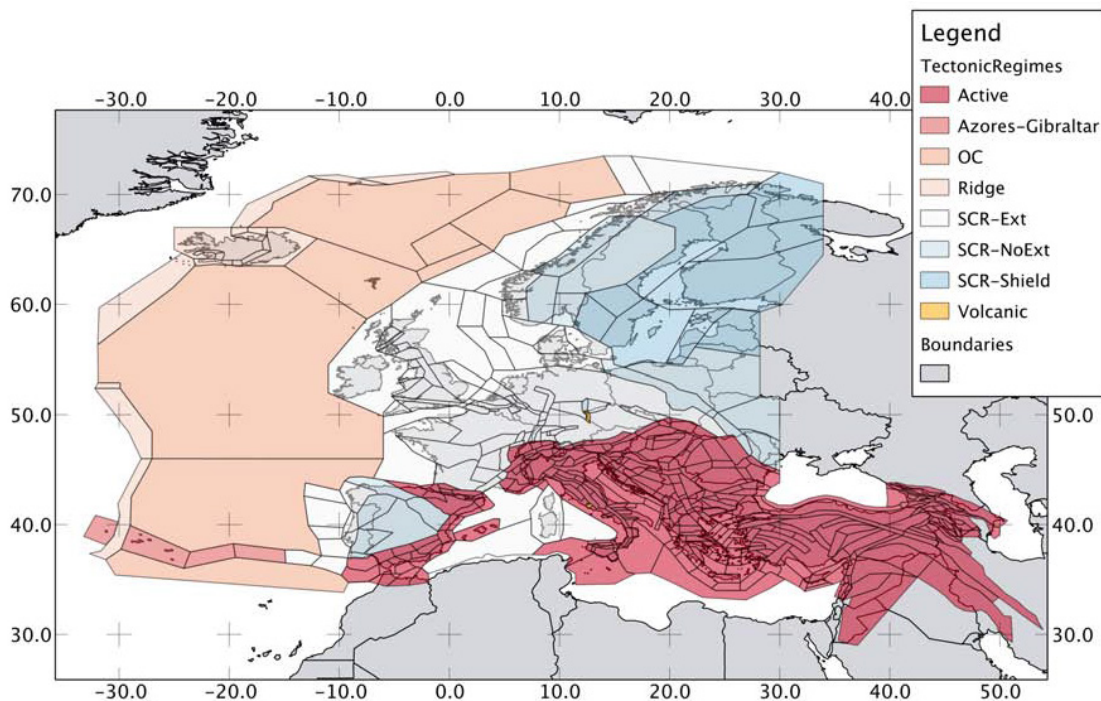 Legend
TectonicRegimes
Active
Azores-Gibraltar
OC
Ridge
SCR-Ext
SCR-NoExt
SCR-Shield
Volcanic
Boundaries
-30.0 -20.0 -10.0 0.0 10.0 20.0 30.0 40.0
70.0
60.0
50.0 50.0
40.0 40.0
30.0 30.0
-30.0 -20.0 -10.0 0.0 10.0 20.0 30.0 40.0 50.0